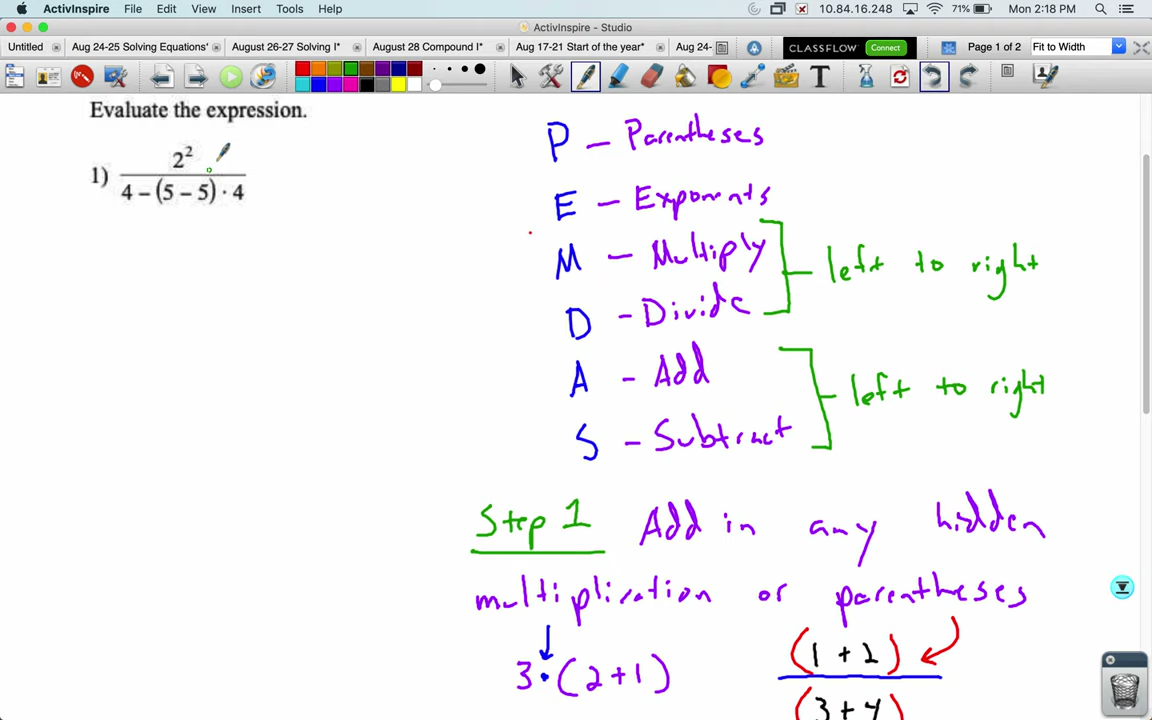 ActivInspire File Edit View Insert Tools Help 10.84.16.248 71% Mon 2:18 PM
ActivInspire - Studio
Untitled Aug 24-25 Solving Equations* August 26-27 Solving I* August 28 Compound I* Aug 17-21 Start of the year* Aug 24- CLASSFLOW Connect Page 1 of 2 Fit to Width
Evaluate the expression.
1) 2²
4 – (5 – 5) · 4
P – Parentheses
E – Exponents
M – Multiply
D – Divide
left to right
A – Add
S – Subtract
left to right
Step 1 Add in any hidden
multiplication or parentheses
3 · (2+1)
(1 + 2)
(3 + 4)